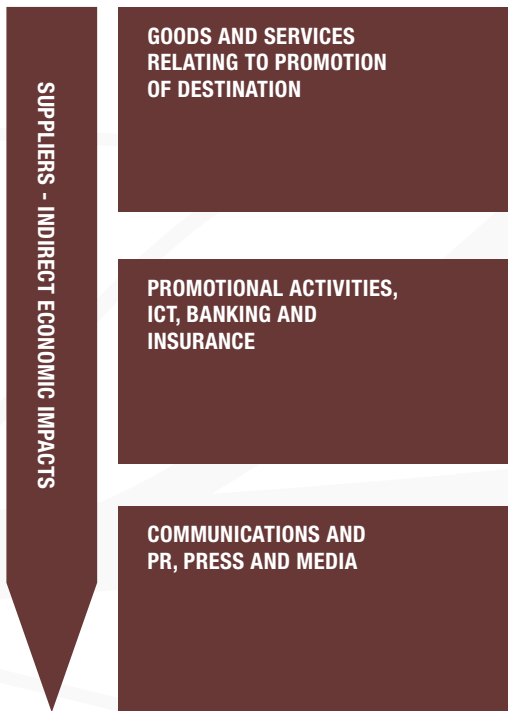 SUPPLIERS - INDIRECT ECONOMIC IMPACTS
GOODS AND SERVICES
RELATING TO PROMOTION
OF DESTINATION
PROMOTIONAL ACTIVITIES,
ICT, BANKING AND
INSURANCE
COMMUNICATIONS AND
PR, PRESS AND MEDIA